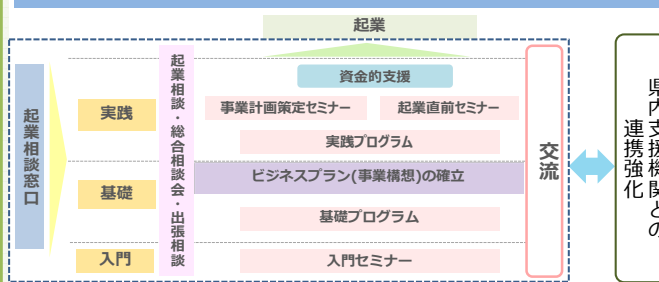 起業
起業相談窓口
実践
基礎
入門
起業相談・総合相談会・出張相談
資金的支援
事業計画策定セミナー
起業直前セミナー
実践プログラム
ビジネスプラン(事業構想)の確立
基礎プログラム
入門セミナー
交流
県内支援機関との
連携強化